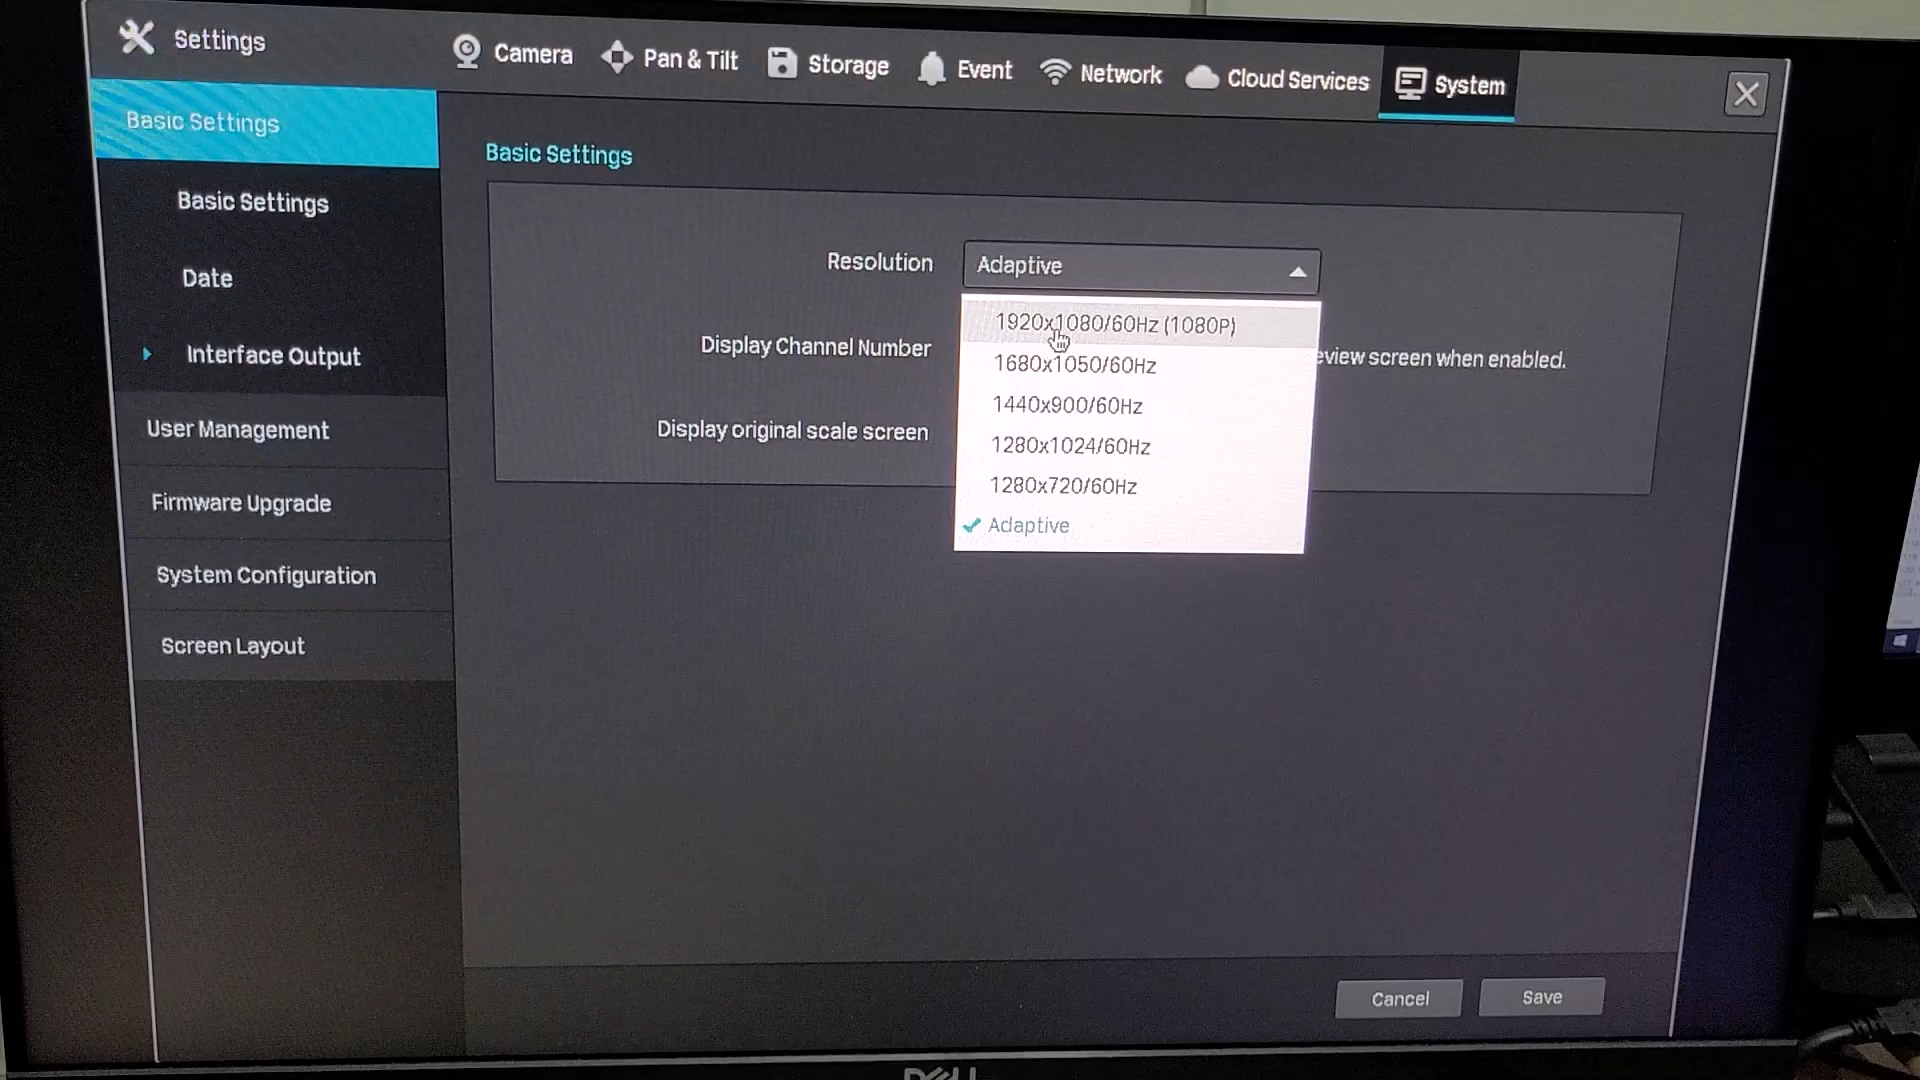 Settings
Camera
Pan & Tilt
Storage
Event
Network
Cloud Services
System
Basic Settings
Basic Settings
Date
Interface Output
User Management
Firmware Upgrade
System Configuration
Screen Layout
Basic Settings
Resolution
Adaptive
1920x1080/60Hz (1080P)
1680x1050/60Hz
1440x900/60Hz
1280x1024/60Hz
1280x720/60Hz
Adaptive
Display Channel Number
eview screen when enabled.
Display original scale screen
Cancel
Save
DELL